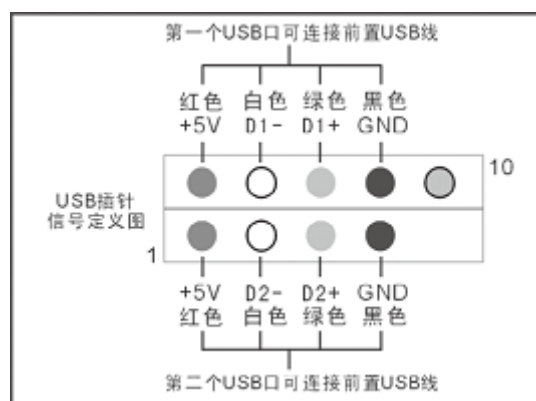 第一个USB口可连接前置USB线
红色 白色 绿色 黑色
+5V D1- D1+ GND
10
USB插针
信号定义图
1
+5V D2- D2+ GND
红色 白色 绿色 黑色
第二个USB口可连接前置USB线